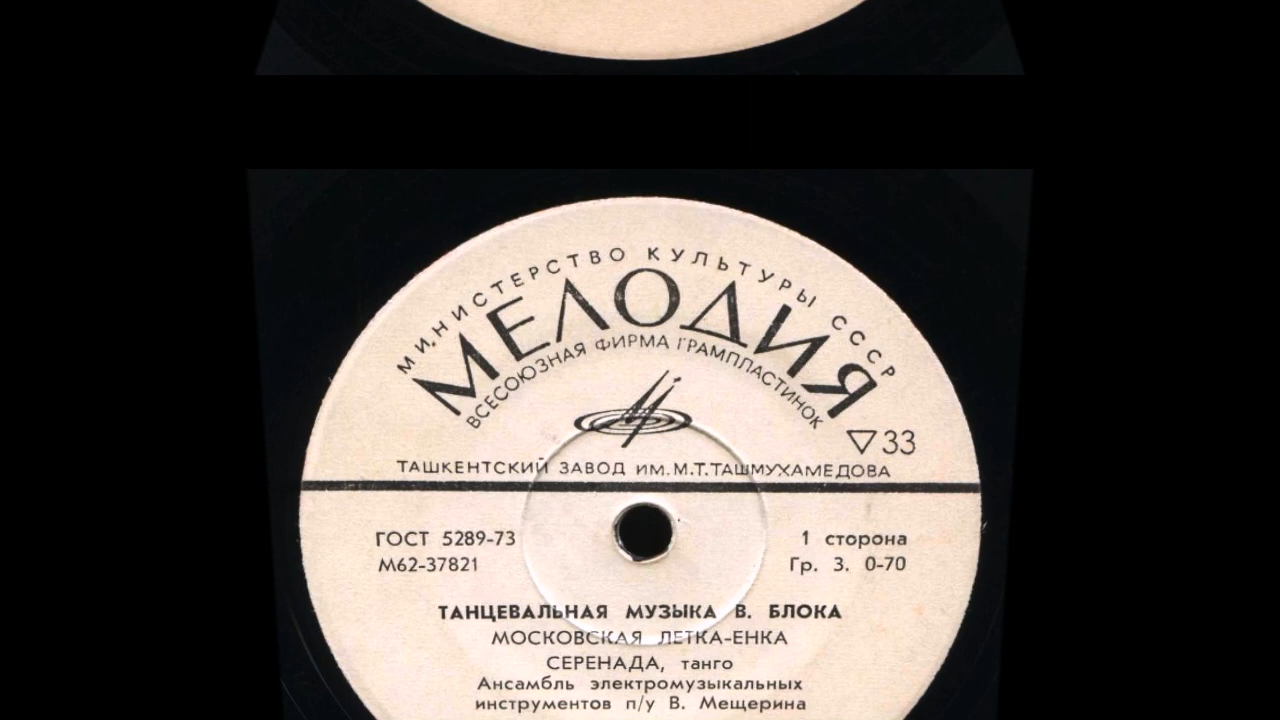 МИНИСТЕРСТВО КУЛЬТУРЫ СССР
МЕЛОДИЯ
ВСЕСОЮЗНАЯ ФИРМА ГРАМПЛАСТИНОК
▽33
ТАШКЕНТСКИЙ ЗАВОД ИМ.М.Т.ТАШМУХАМЕДОВА
ГОСТ 5289-73
1 сторона
М62-37821
Гр. 3. 0-70
ТАНЦЕВАЛЬНАЯ МУЗЫКА В. БЛОКА
МОСКОВСКАЯ ЛЕТКА-ЕНКА
СЕРЕНАДА, танго
Ансамбль электромузыкальных
инструментов п/у В. Мещерина